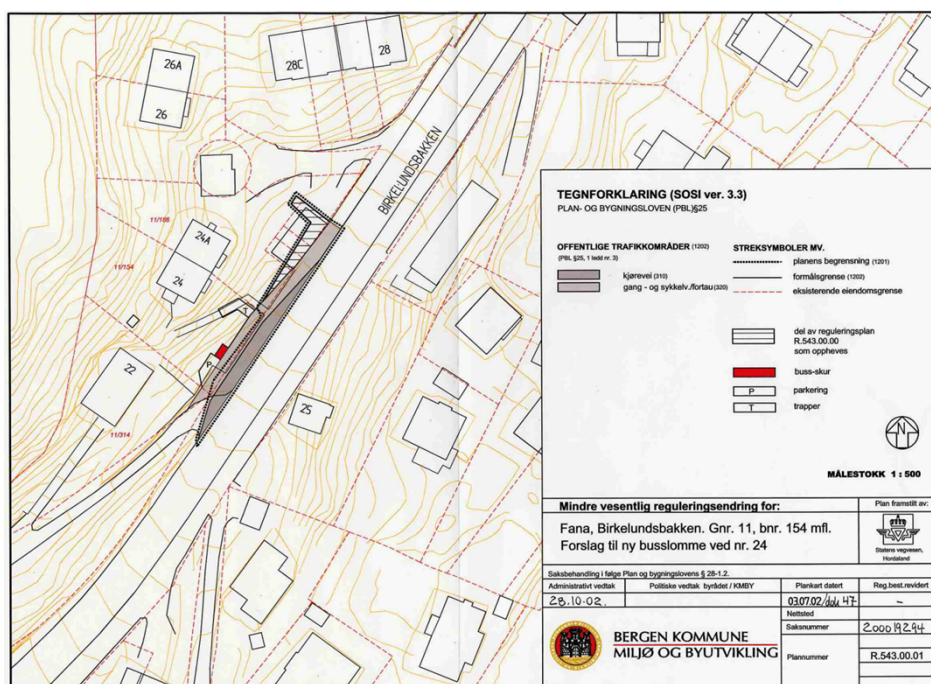 26A
26
28C
28
BIRKELUNDSBAKKEN
11/186
24A
11/154
24
T
P
22
25
11/314
TEGNFORKLARING (SOSI ver. 3.3)
PLAN- OG BYGNINGSLOVEN (PBL)§25
OFFENTLIGE TRAFIKKOMRÅDER (1202)
(PBL §25, 1 ledd nr. 3)
kjørevei (310)
gang - og sykkelv./fortau(320)
STREKSYMBOLER MV.
planens begrensning (1201)
formålsgrense (1202)
eksisterende eiendomsgrense
del av reguleringsplan
R.543.00.00
som oppheves
buss-skur
P parkering
T trapper
N
MÅLESTOKK 1 : 500
Mindre vesentlig reguleringsendring for:
Fana, Birkelundsbakken. Gnr. 11, bnr. 154 mfl.
Forslag til ny busslomme ved nr. 24
Plan framstilt av:
Statens vegvesen,
Hordaland
Saksbehandling i følge Plan og bygningslovens § 28-1.2.
Administrativt vedtak
28.10.02.
Politiske vedtak byrådet / KMBY
Plankart datert
03.07.02/dok 47
Reg.best.revidert
-
Nettsted
Saksnummer
200019294
Plannummer
R.543.00.01
BERGEN KOMMUNE
MILJØ OG BYUTVIKLING